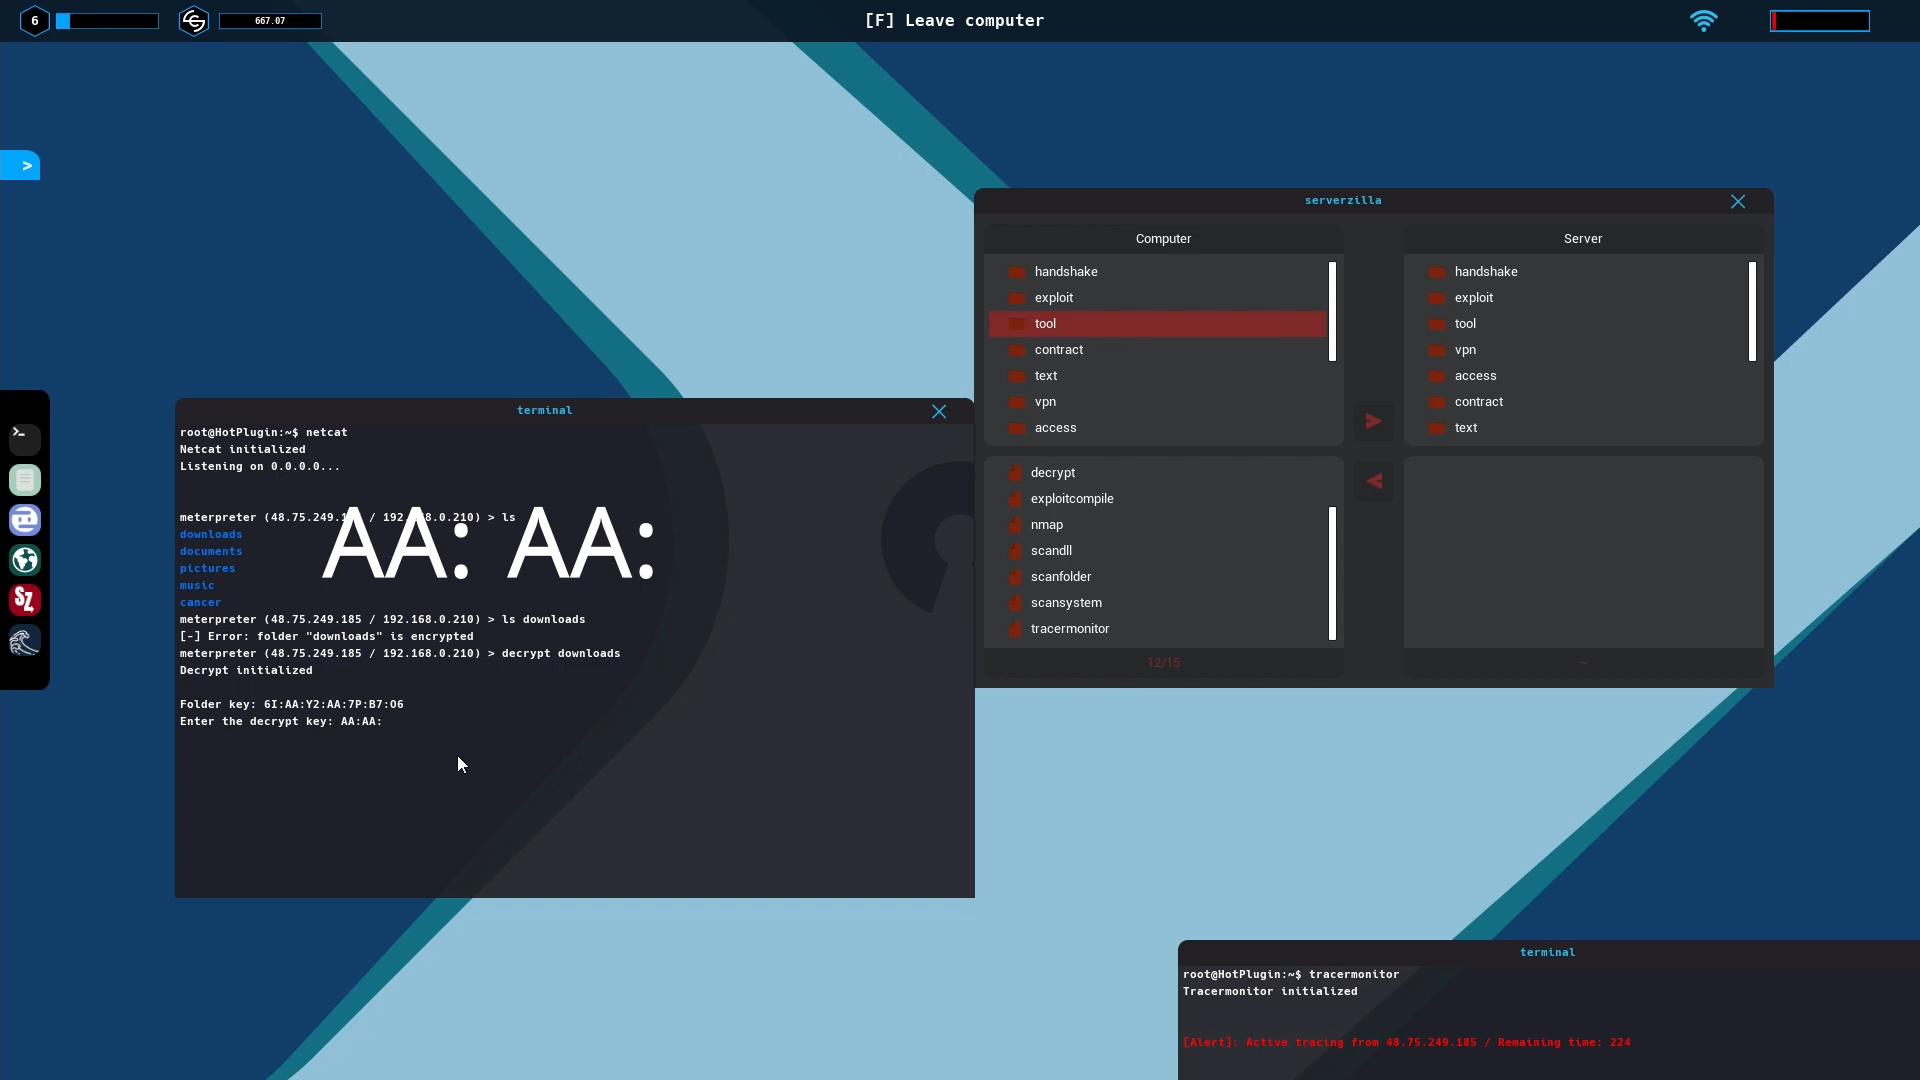 6
667.07
[F] Leave computer
>
serverzilla
Computer
handshake
exploit
tool
contract
text
vpn
access
decrypt
exploitcompile
nmap
scandll
scanfolder
scansystem
tracermonitor
12/15
Server
handshake
exploit
tool
vpn
access
contract
text
~
terminal
root@HotPlugin:~$ netcat
Netcat initialized
Listening on 0.0.0.0...
meterpreter (48.75.249.185 / 192.168.0.210) > ls
downloads
documents
pictures
music
cancer
meterpreter (48.75.249.185 / 192.168.0.210) > ls downloads
[-] Error: folder "downloads" is encrypted
meterpreter (48.75.249.185 / 192.168.0.210) > decrypt downloads
Decrypt initialized
Folder key: 6I:AA:Y2:AA:7P:B7:O6
Enter the decrypt key: AA:AA:
AA: AA:
SZ
terminal
root@HotPlugin:~$ tracermonitor
Tracermonitor initialized
[Alert]: Active tracing from 48.75.249.185 / Remaining time: 224